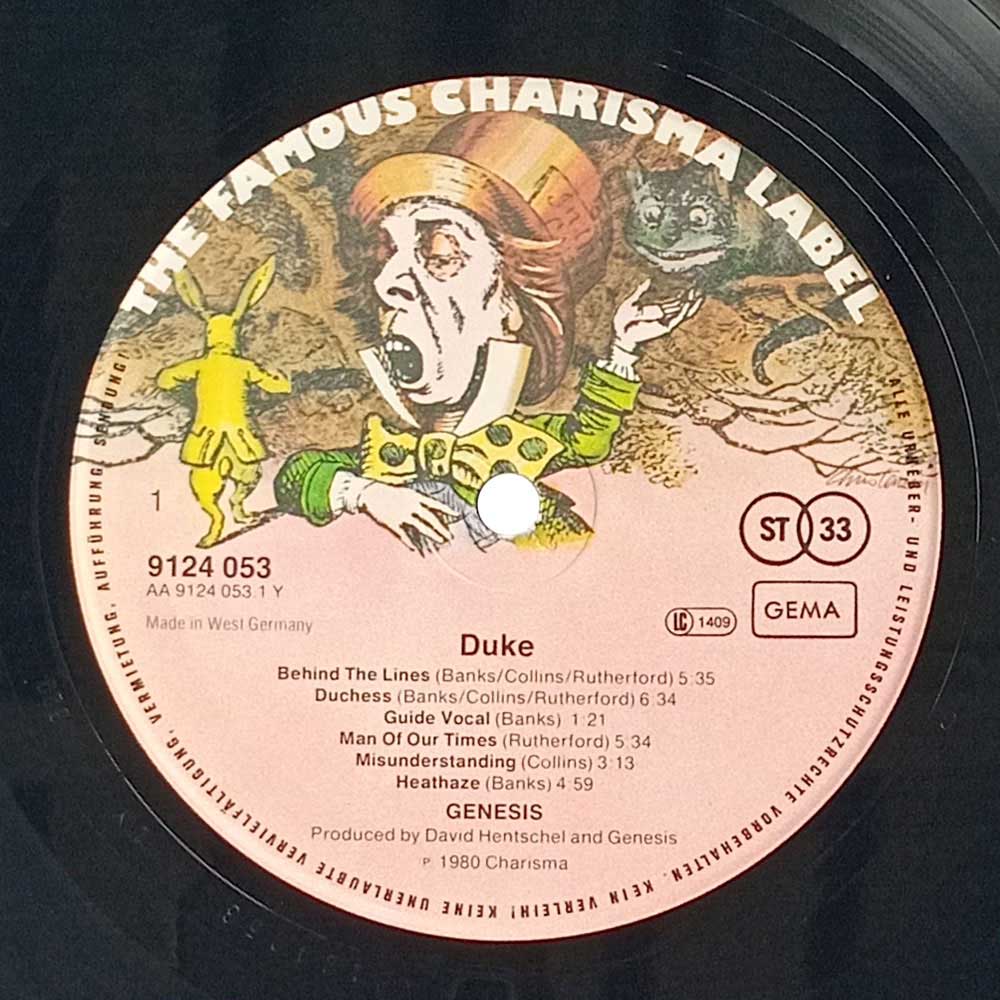 THE FAMOUS CHARISMA LABEL
1
9124 053
AA 9124 053.1 Y
Made in West Germany
ST 33
LC 1409
GEMA
Duke
Behind The Lines (Banks/Collins/Rutherford) 5:35
Duchess (Banks/Collins/Rutherford) 6:34
Guide Vocal (Banks) 1:21
Man Of Our Times (Rutherford) 5:34
Misunderstanding (Collins) 3:13
Heathaze (Banks) 4:59
GENESIS
Produced by David Hentschel and Genesis
℗ 1980 Charisma
ALLE URHEBER- UND LEISTUNGSSCHUTZRECHTE VORBEHALTEN. KEIN VERLEIH! KEINE UNERLAUBTE VERVIELFÄLTIGUNG, VERMIETUNG, AUFFÜHRUNG, SENDUNG!